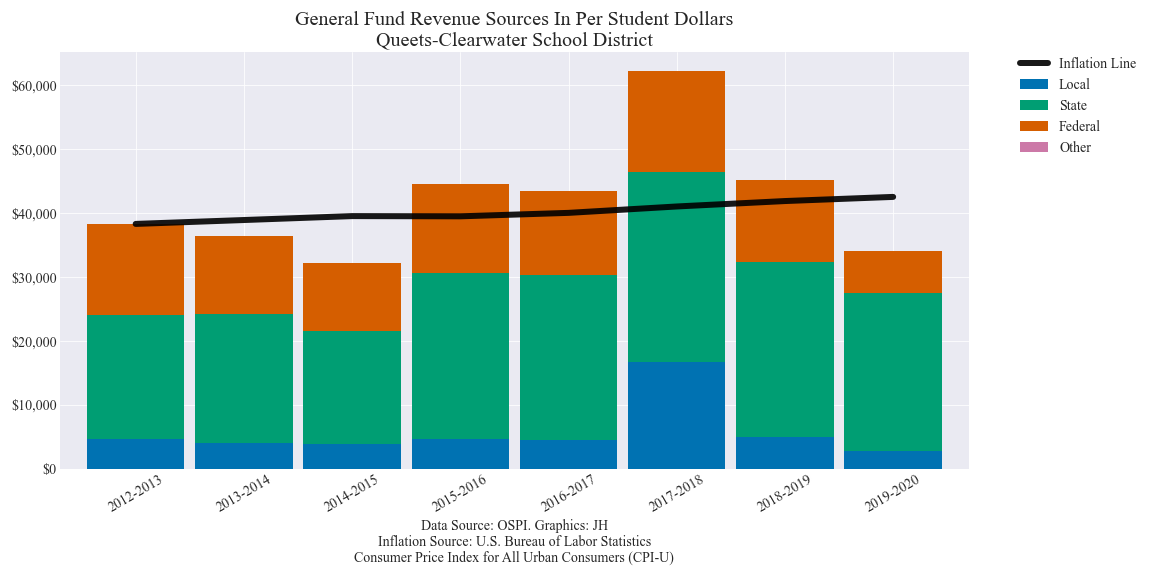 General Fund Revenue Sources In Per Student Dollars
Queets-Clearwater School District
Inflation Line
Local
State
Federal
Other
$60,000
$50,000
$40,000
$30,000
$20,000
$10,000
$0
2012-2013
2013-2014
2014-2015
2015-2016
2016-2017
2017-2018
2018-2019
2019-2020
Data Source: OSPI. Graphics: JH
Inflation Source: U.S. Bureau of Labor Statistics
Consumer Price Index for All Urban Consumers (CPI-U)